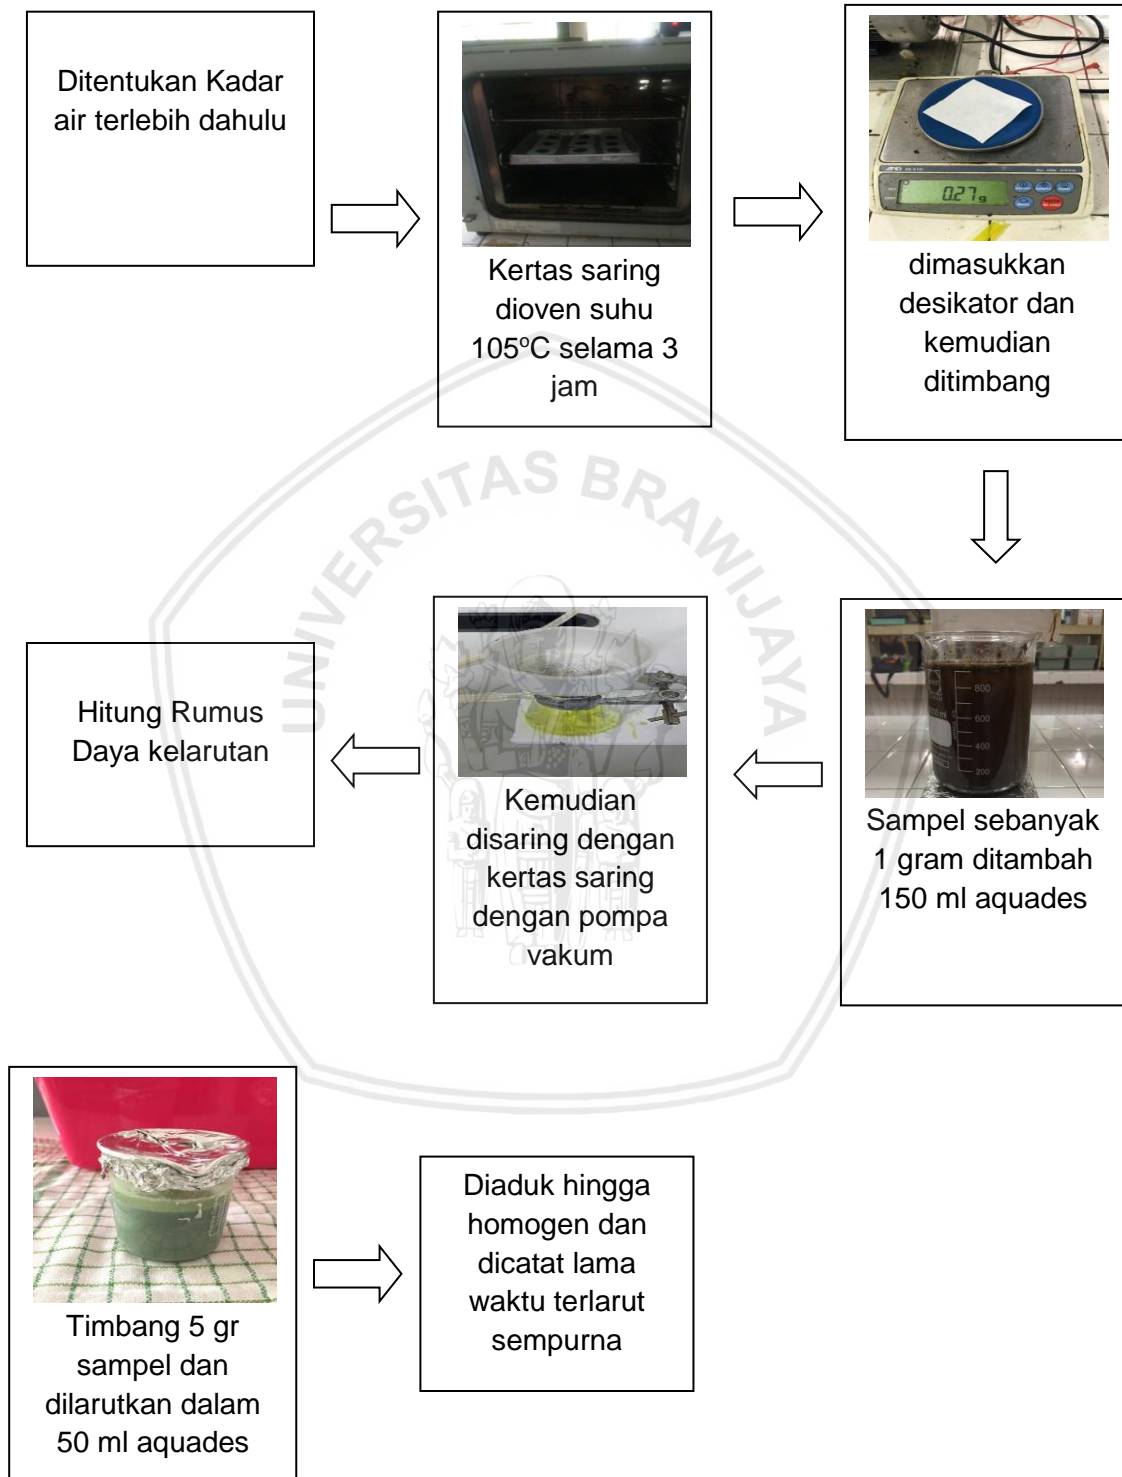 Ditentukan Kadar
air terlebih dahulu
Kertas saring
dioven suhu
105ºC selama 3
jam
0.27g
dimasukkan
desikator dan
kemudian
ditimbang
UNIVERSITAS BRAWIJAYA
800
600
400
200
Sampel sebanyak
1 gram ditambah
150 ml aquades
Kemudian
disaring dengan
kertas saring
dengan pompa
vakum
Hitung Rumus
Daya kelarutan
Timbang 5 gr
sampel dan
dilarutkan dalam
50 ml aquades
Diaduk hingga
homogen dan
dicatat lama
waktu terlarut
sempurna